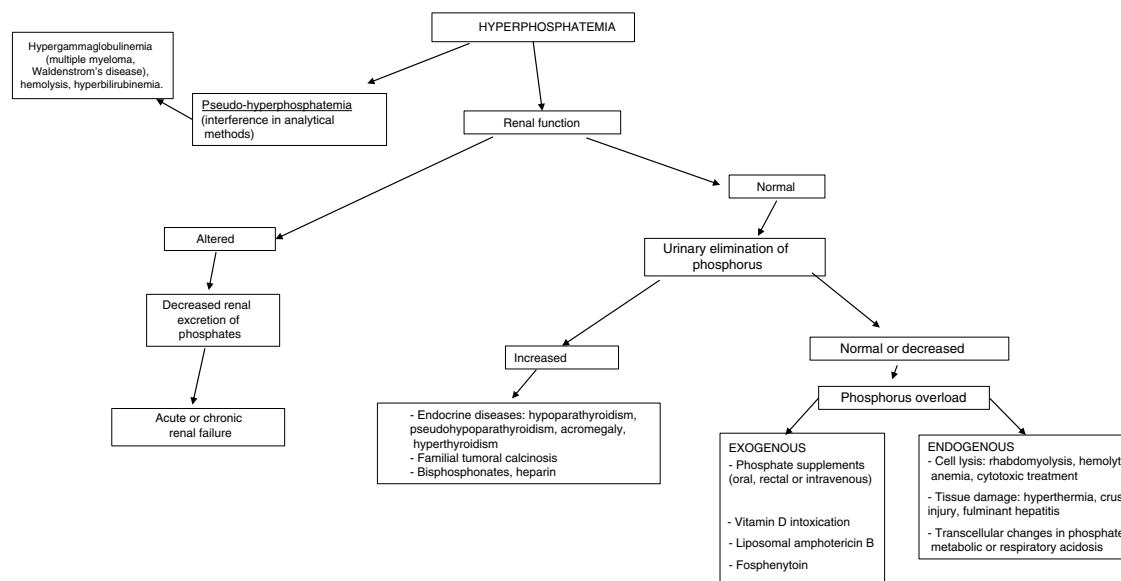 HYPERPHOSPHATEMIA
Hypergammaglobulinemia
(multiple myeloma,
Waldenstrom's disease),
hemolysis, hyperbilirubinemia.
Pseudo-hyperphosphatemia
(interference in analytical
methods)
Renal function
Normal
Altered
Urinary elimination of
phosphorus
Decreased renal
excretion of
phosphates
Increased
Normal or decreased
Acute or chronic
renal failure
- Endocrine diseases: hypoparathyroidism,
pseudohypoparathyroidism, acromegaly,
hyperthyroidism
- Familial tumoral calcinosis
- Bisphosphonates, heparin
Phosphorus overload
EXOGENOUS
- Phosphate supplements
(oral, rectal or intravenous)
- Vitamin D intoxication
- Liposomal amphotericin B
- Fosphenytoin
ENDOGENOUS
- Cell lysis: rhabdomyolysis,
anemia, cytotoxic treatment
- Tissue damage: hyperthermia,
injury, fulminant hepatitis
- Transcellular changes in phosphate
metabolic or respiratory acidosis